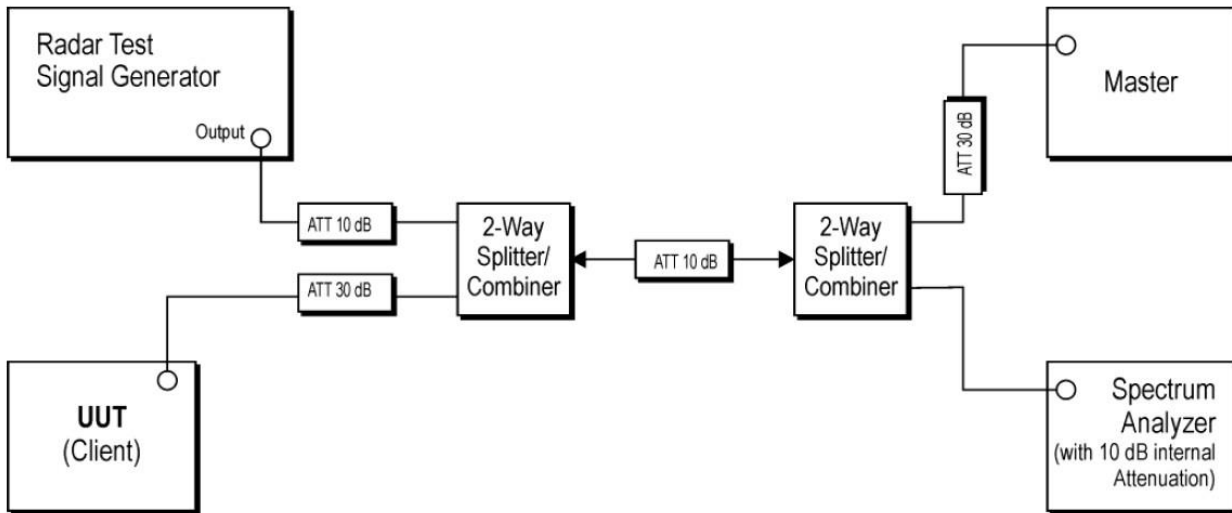 Radar Test
Signal Generator
Output
Master
ATT 30 dB
ATT 10 dB
2-Way
Splitter/
Combiner
ATT 10 dB
2-Way
Splitter/
Combiner
ATT 30 dB
UUT
(Client)
Spectrum
Analyzer
(with 10 dB internal
Attenuation)